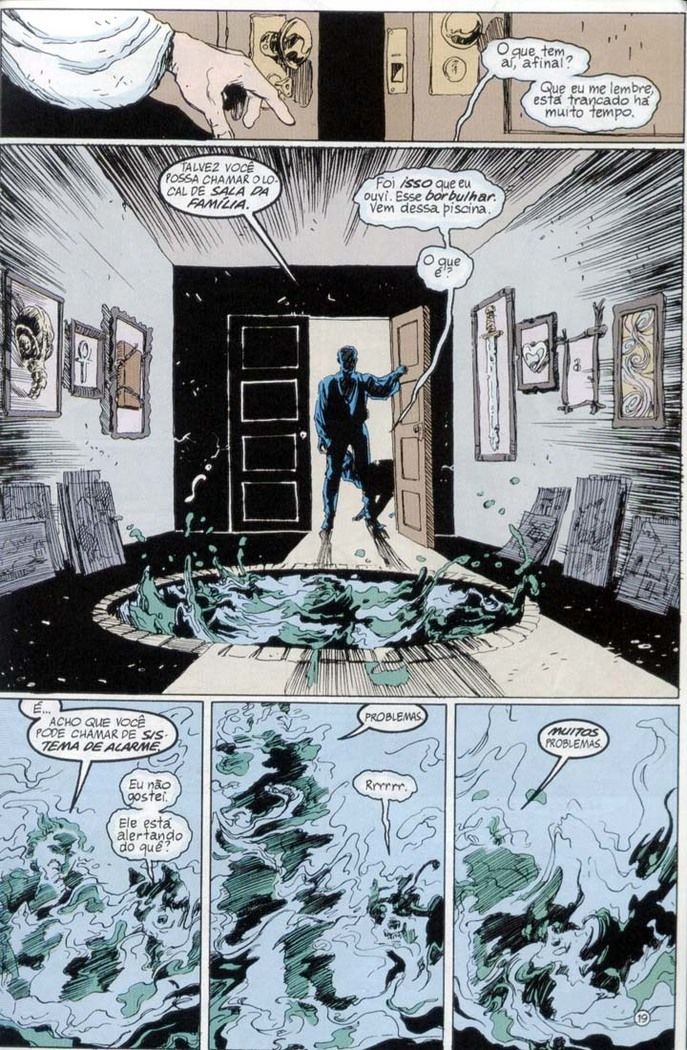 O que tem
aí, afinal?
Que eu me lembre,
está trancado há
muito tempo.
TALVEZ VOCÊ
POSSA CHAMAR O LO-
CAL DE SALA DA
FAMÍLIA.
Foi isso que eu
ouvi. Esse borbulhar.
Vem dessa piscina.
O que
é?
É...
ACHO QUE VOCÊ
PODE CHAMAR DE SIS-
TEMA DE ALARME.
Eu não
gostei.
Ele está
alertando
do quê?
PROBLEMAS.
Rrrrrr.
MUITOS
PROBLEMAS.
19